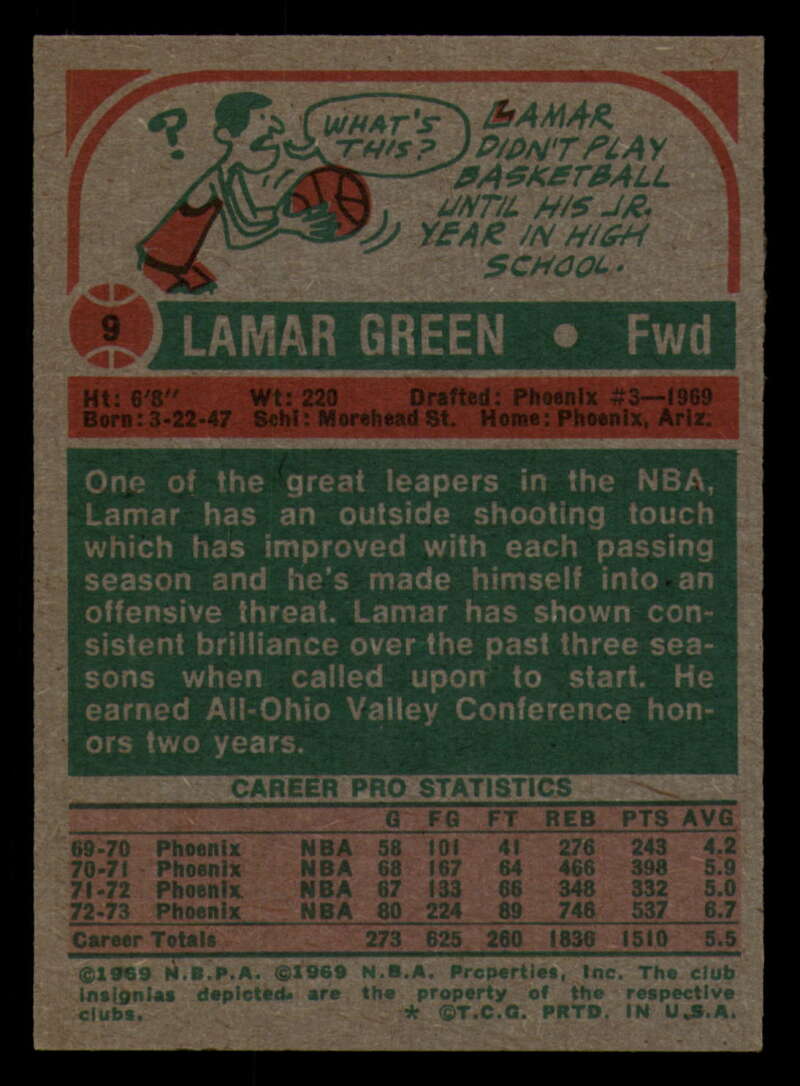 ?
WHAT'S
THIS?
LAMAR
DIDN'T PLAY
BASKETBALL
UNTIL HIS JR.
YEAR IN HIGH
SCHOOL.
9 LAMAR GREEN ● Fwd
Ht: 6'8" Wt: 220 Drafted: Phoenix #3—1969
Born: 3-22-47 Schl: Morehead St. Home: Phoenix, Ariz.
One of the great leapers in the NBA,
Lamar has an outside shooting touch
which has improved with each passing
season and he's made himself into an
offensive threat. Lamar has shown con-
sistent brilliance over the past three sea-
sons when called upon to start. He
earned All-Ohio Valley Conference hon-
ors two years.
CAREER PRO STATISTICS
G FG FT REB PTS AVG
69-70 Phoenix NBA 58 101 41 276 243 4.2
70-71 Phoenix NBA 68 167 64 466 398 5.9
71-72 Phoenix NBA 67 133 66 348 332 5.0
72-73 Phoenix NBA 80 224 89 746 537 6.7
Career Totals 273 625 260 1836 1510 5.5
©1969 N.B.P.A. ©1969 N.B.A. Properties, Inc. The club
insignias depicted are the property of the respective
clubs. * ©T.C.G. PRTD. IN U.S.A.